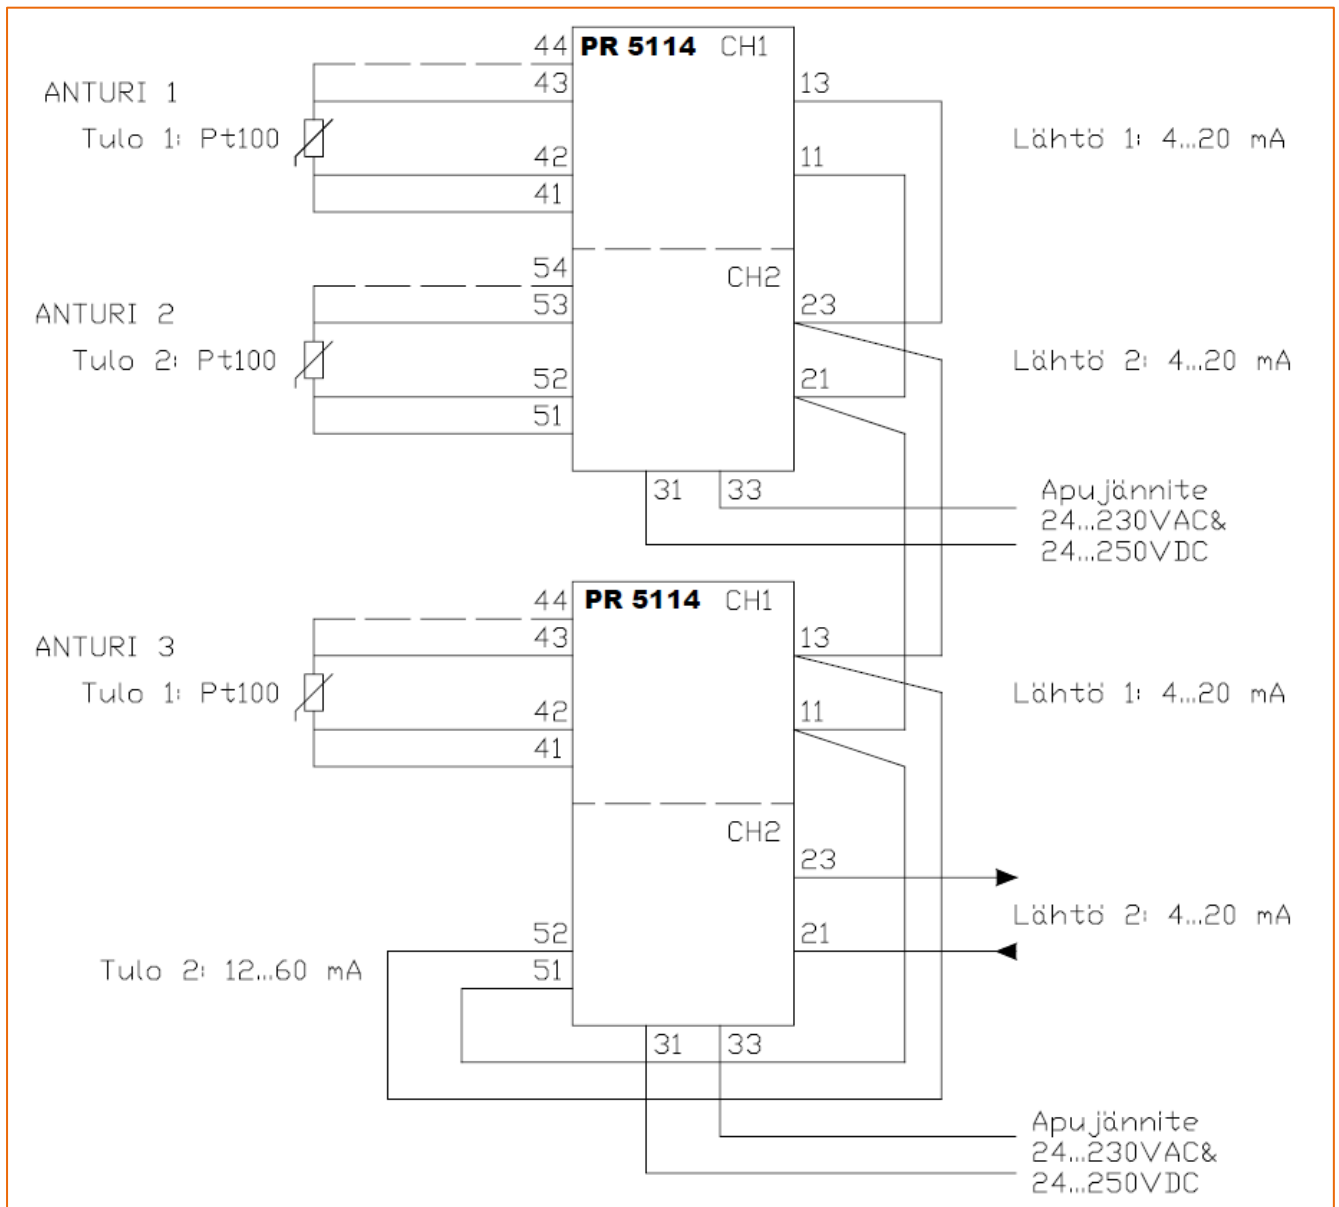 44 PR 5114 CH1
ANTURI 1 43 13
Tulo 1: Pt100 Lähtö 1: 4...20 mA
42 11
41
54 CH2
ANTURI 2 53 23
Tulo 2: Pt100 Lähtö 2: 4...20 mA
52 21
51
31 33 Apujännite
24...230VAC&
24...250VDC
44 PR 5114 CH1
ANTURI 3 43 13
Tulo 1: Pt100 Lähtö 1: 4...20 mA
42 11
41
CH2
23
Lähtö 2: 4...20 mA
52 21
Tulo 2: 12...60 mA 51
31 33
Apujännite
24...230VAC&
24...250VDC